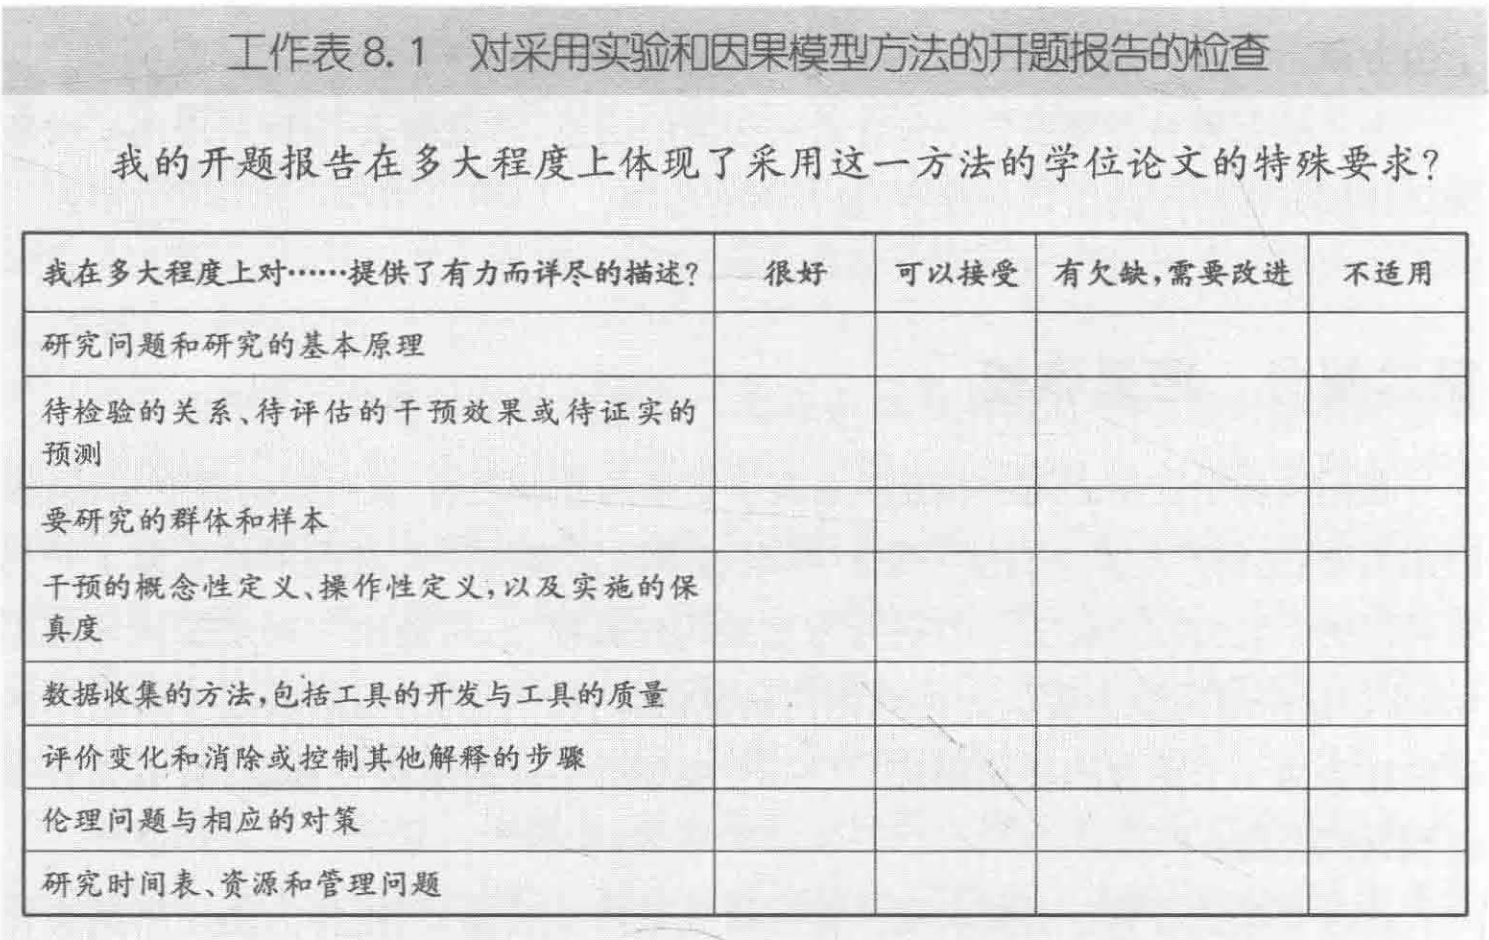 工作表 8.1 对采用实验和因果模型方法的开题报告的检查
我的开题报告在多大程度上体现了采用这一方法的学位论文的特殊要求?
我在多大程度上对……提供了有力而详尽的描述? 很好 可以接受 有欠缺,需要改进 不适用
研究问题和研究的基本原理
待检验的关系、待评估的干预效果或待证实的
预测
要研究的群体和样本
干预的概念性定义、操作性定义,以及实施的保
真度
数据收集的方法,包括工具的开发与工具的质量
评价变化和消除或控制其他解释的步骤
伦理问题与相应的对策
研究时间表、资源和管理问题